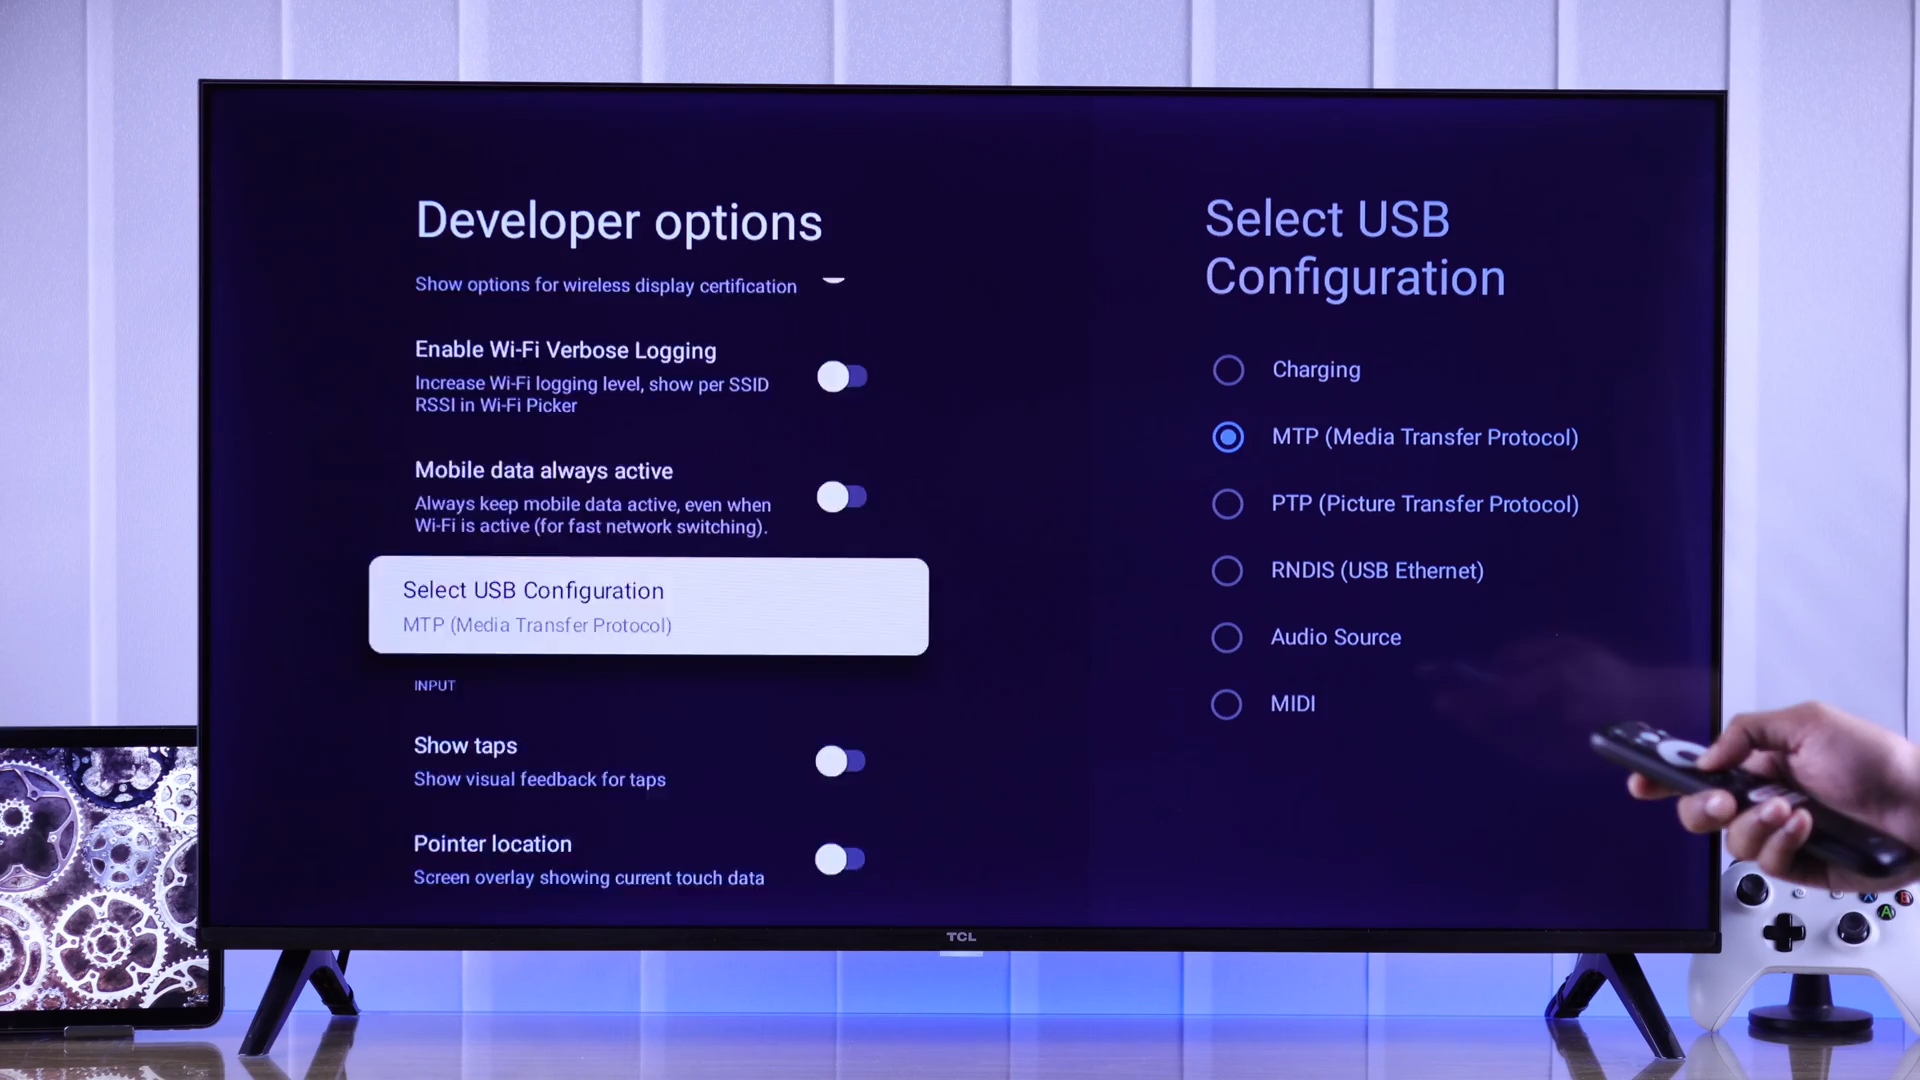 Developer options
Show options for wireless display certification
Enable Wi-Fi Verbose Logging
Increase Wi-Fi logging level, show per SSID
RSSI in Wi-Fi Picker
Mobile data always active
Always keep mobile data active, even when
Wi-Fi is active (for fast network switching).
Select USB Configuration
MTP (Media Transfer Protocol)
INPUT
Show taps
Show visual feedback for taps
Pointer location
Screen overlay showing current touch data
Select USB
Configuration
Charging
MTP (Media Transfer Protocol)
PTP (Picture Transfer Protocol)
RNDIS (USB Ethernet)
Audio Source
MIDI
TCL
X
A
B